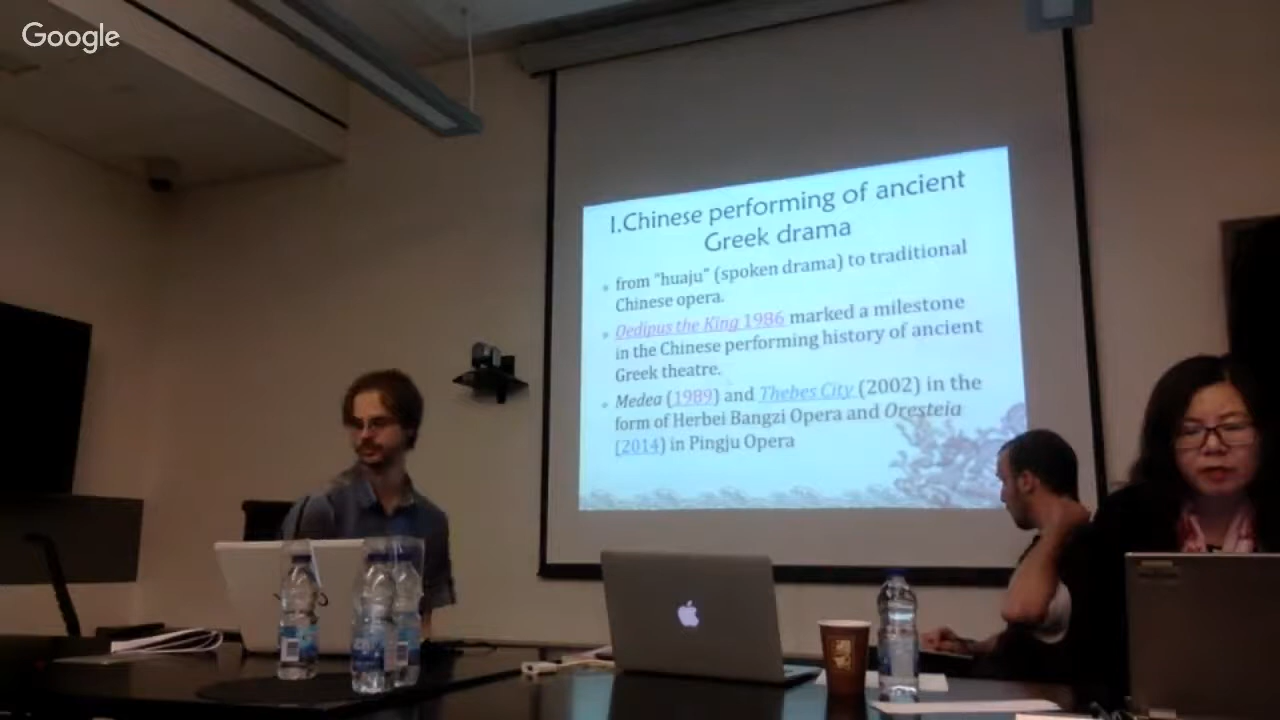 Google
I.Chinese performing of ancient
Greek drama
from "huaju" (spoken drama) to traditional
Chinese opera.
Oedipus the King 1986 marked a milestone
in the Chinese performing history of ancient
Greek theatre.
Medea (1989) and Thebes City (2002) in the
form of Herbei Bangzi Opera and Oresteia
(2014) in Pingju Opera